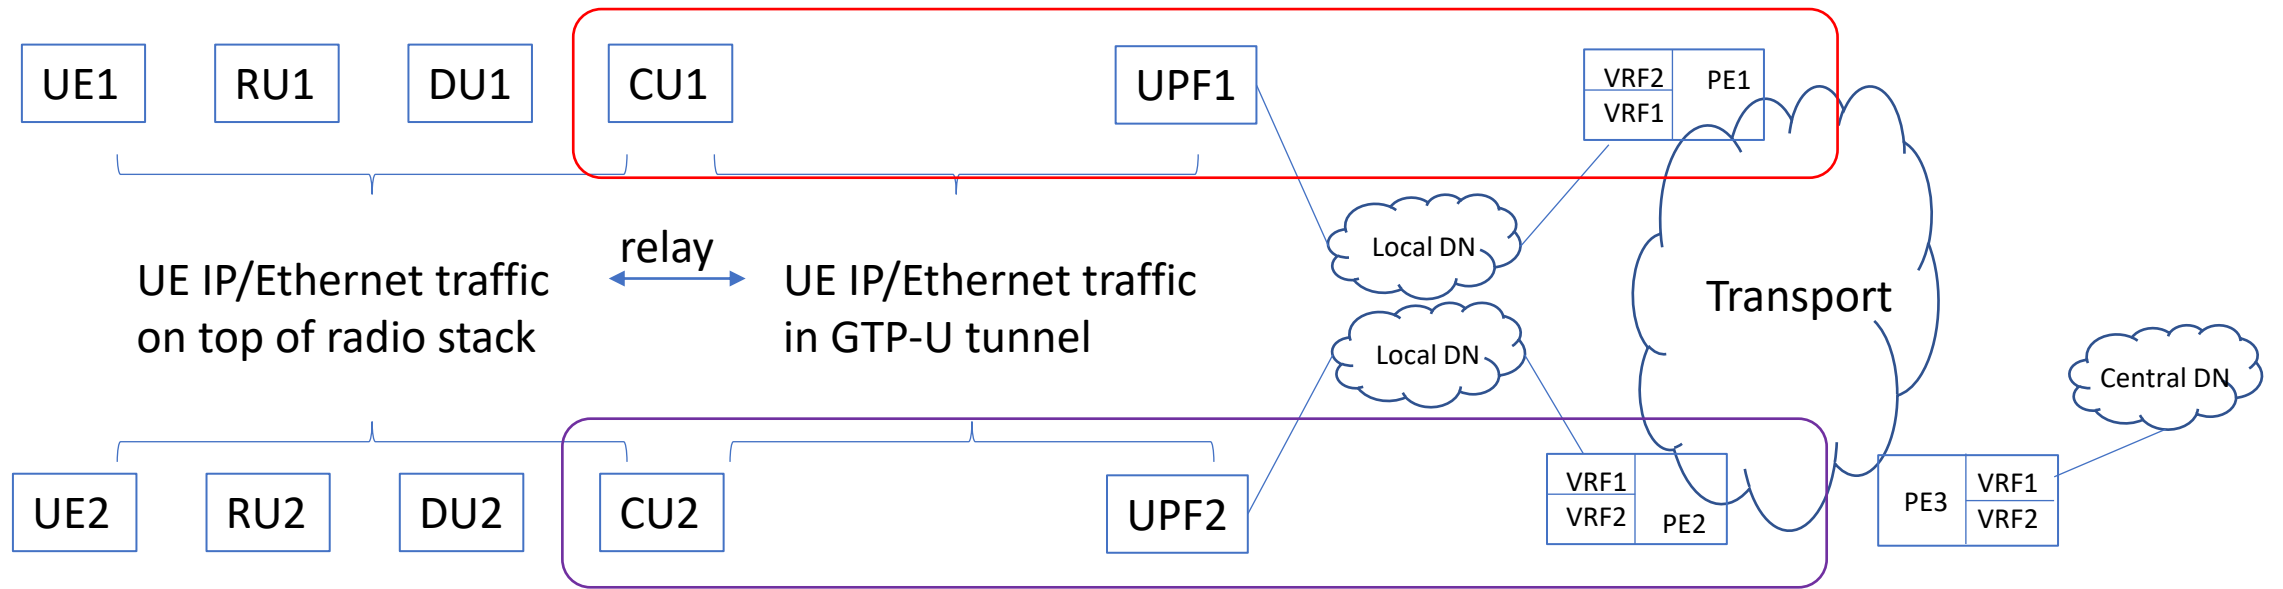 UE1
RU1
DU1
CU1
UPF1
VRF2
VRF1
PE1
relay
UE IP/Ethernet traffic
on top of radio stack
UE IP/Ethernet traffic
in GTP-U tunnel
Local DN
Local DN
Transport
Central DN
UE2
RU2
DU2
CU2
UPF2
VRF1
VRF2
PE2
PE3
VRF1
VRF2